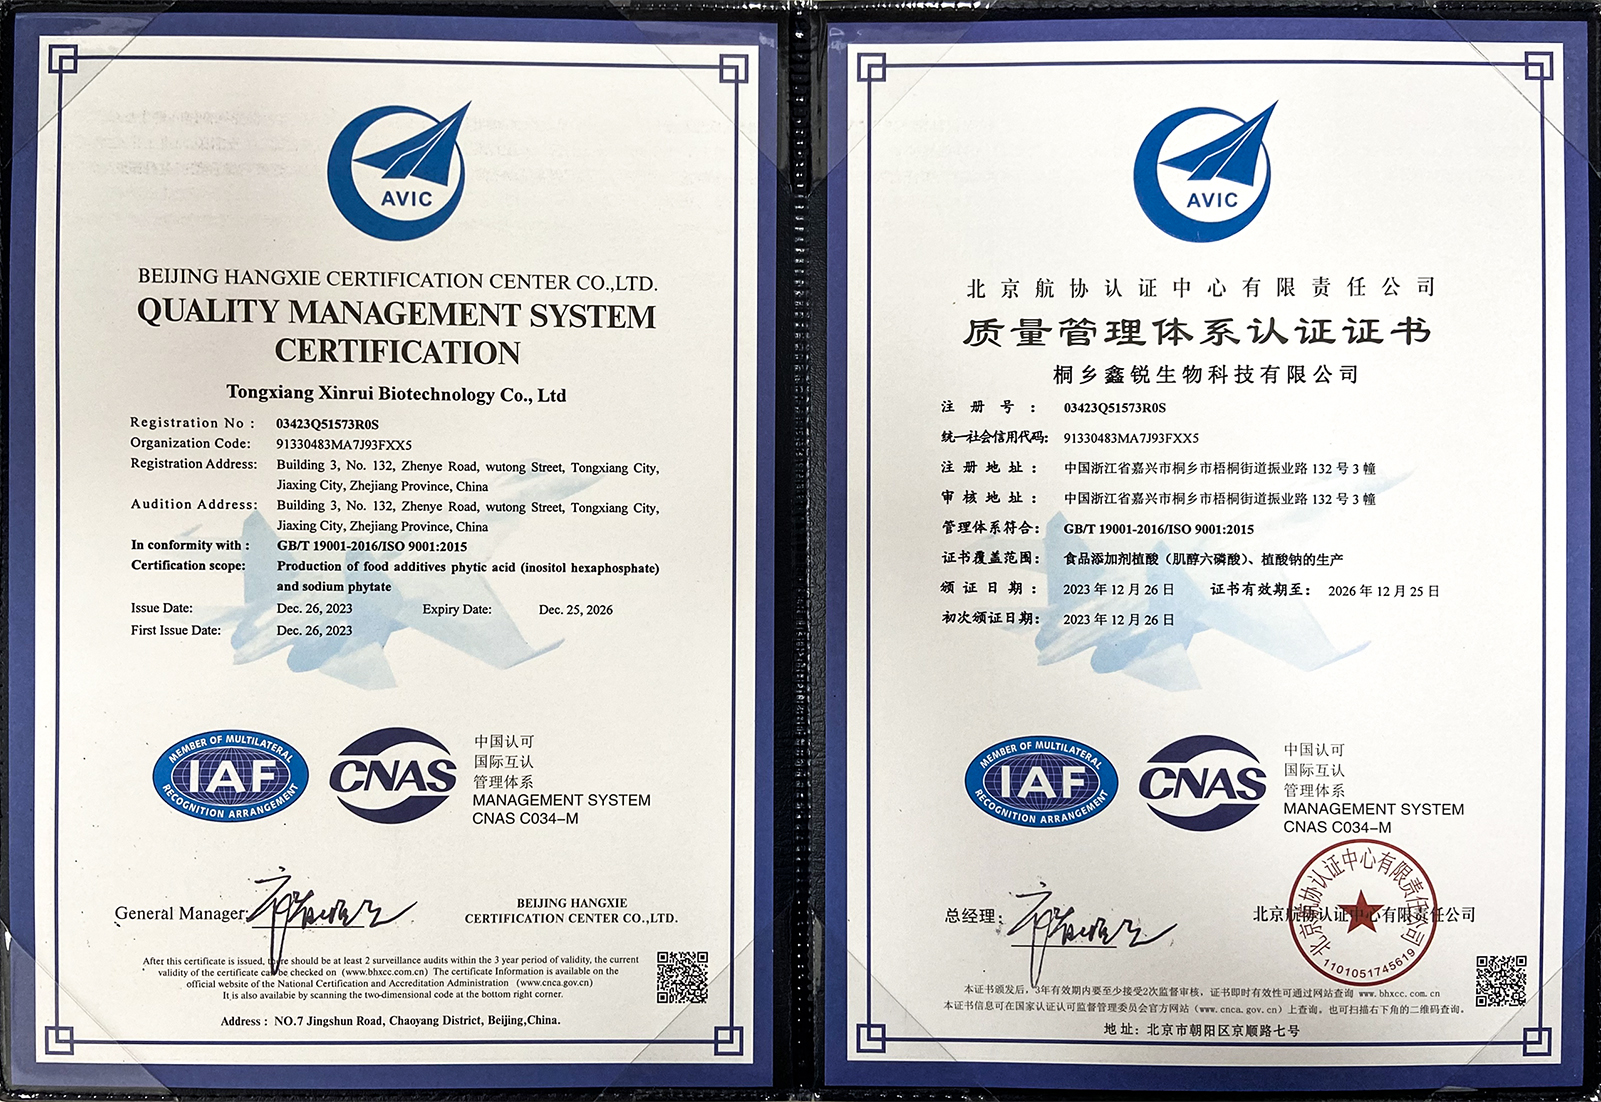 AVIC
BEIJING HANGXIE CERTIFICATION CENTER CO.,LTD.
QUALITY MANAGEMENT SYSTEM
CERTIFICATION
Tongxiang Xinrui Biotechnology Co., Ltd
Registration No : 03423Q51573R0S
Organization Code: 91330483MA7J93FXX5
Registration Address: Building 3, No. 132, Zhenye Road, wutong Street, Tongxiang City,
Jiaxing City, Zhejiang Province, China
Audition Address: Building 3, No. 132, Zhenye Road, wutong Street, Tongxiang City,
Jiaxing City, Zhejiang Province, China
In conformity with : GB/T 19001-2016/ISO 9001:2015
Certification scope: Production of food additives phytic acid (inositol hexaphosphate)
and sodium phytate
Issue Date: Dec. 26, 2023 Expiry Date: Dec. 25, 2026
First Issue Date: Dec. 26, 2023
MEMBER OF MULTILATERAL
IAF
RECOGNITION ARRANGEMENT
CNAS
中国认可
国际互认
管理体系
MANAGEMENT SYSTEM
CNAS C034-M
General Manager:
BEIJING HANGXIE
CERTIFICATION CENTER CO.,LTD.
After this certificate is issued, there should be at least 2 surveillance audits within the 3 year period of validity, the current
validity of the certificate can be checked on (www.bhxcc.com.cn) The certificate Information is available on the
official website of the National Certification and Accreditation Administration (www.cnca.gov.cn)
It is also availabie by scanning the two-dimensional code at the bottom right corner.
Address : NO.7 Jingshun Road, Chaoyang District, Beijing,China.
AVIC
北京航协认证中心有限责任公司
质量管理体系认证证书
桐乡鑫锐生物科技有限公司
注册号： 03423Q51573R0S
统一社会信用代码: 91330483MA7J93FXX5
注册地址： 中国浙江省嘉兴市桐乡市梧桐街道振业路 132 号 3 幢
审核地址： 中国浙江省嘉兴市桐乡市梧桐街道振业路 132 号 3 幢
管理体系符合: GB/T 19001-2016/ISO 9001:2015
证书覆盖范围: 食品添加剂植酸（肌醇六磷酸）、植酸钠的生产
颁证日期： 2023 年 12 月 26 日 证书有效期至： 2026 年 12 月 25 日
初次颁证日期: 2023 年 12 月 26 日
MEMBER OF MULTILATERAL
IAF
RECOGNITION ARRANGEMENT
CNAS
中国认可
国际互认
管理体系
MANAGEMENT SYSTEM
CNAS C034-M
总经理:
北京航协认证中心有限责任公司
北京航协认证中心有限责任公司
1101051745619
本证书颁发后，3年有效期内要至少接受2次监督审核，证书即时有效性可通过网站查询 www.bhxcc.com.cn
本证书信息可在国家认证认可监督管理委员会官方网站（www.cnca.gov.cn）上查询。也可扫描右下角的二维码查询。
地址: 北京市朝阳区京顺路七号